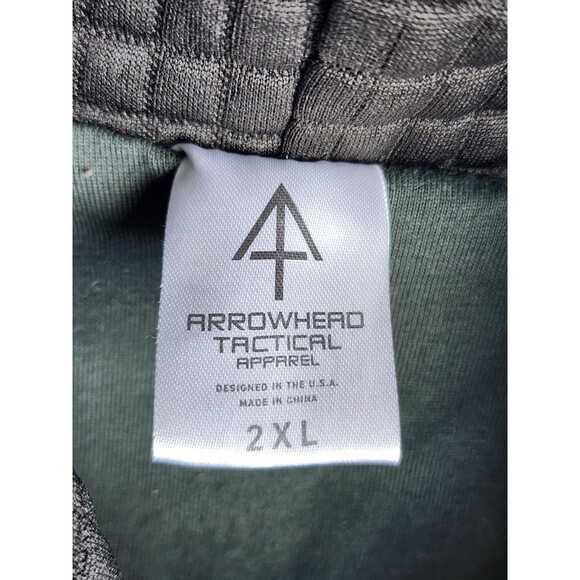 ARROWHEAD
TACTICAL
APPAREL
DESIGNED IN THE U.S.A.
MADE IN CHINA
2XL